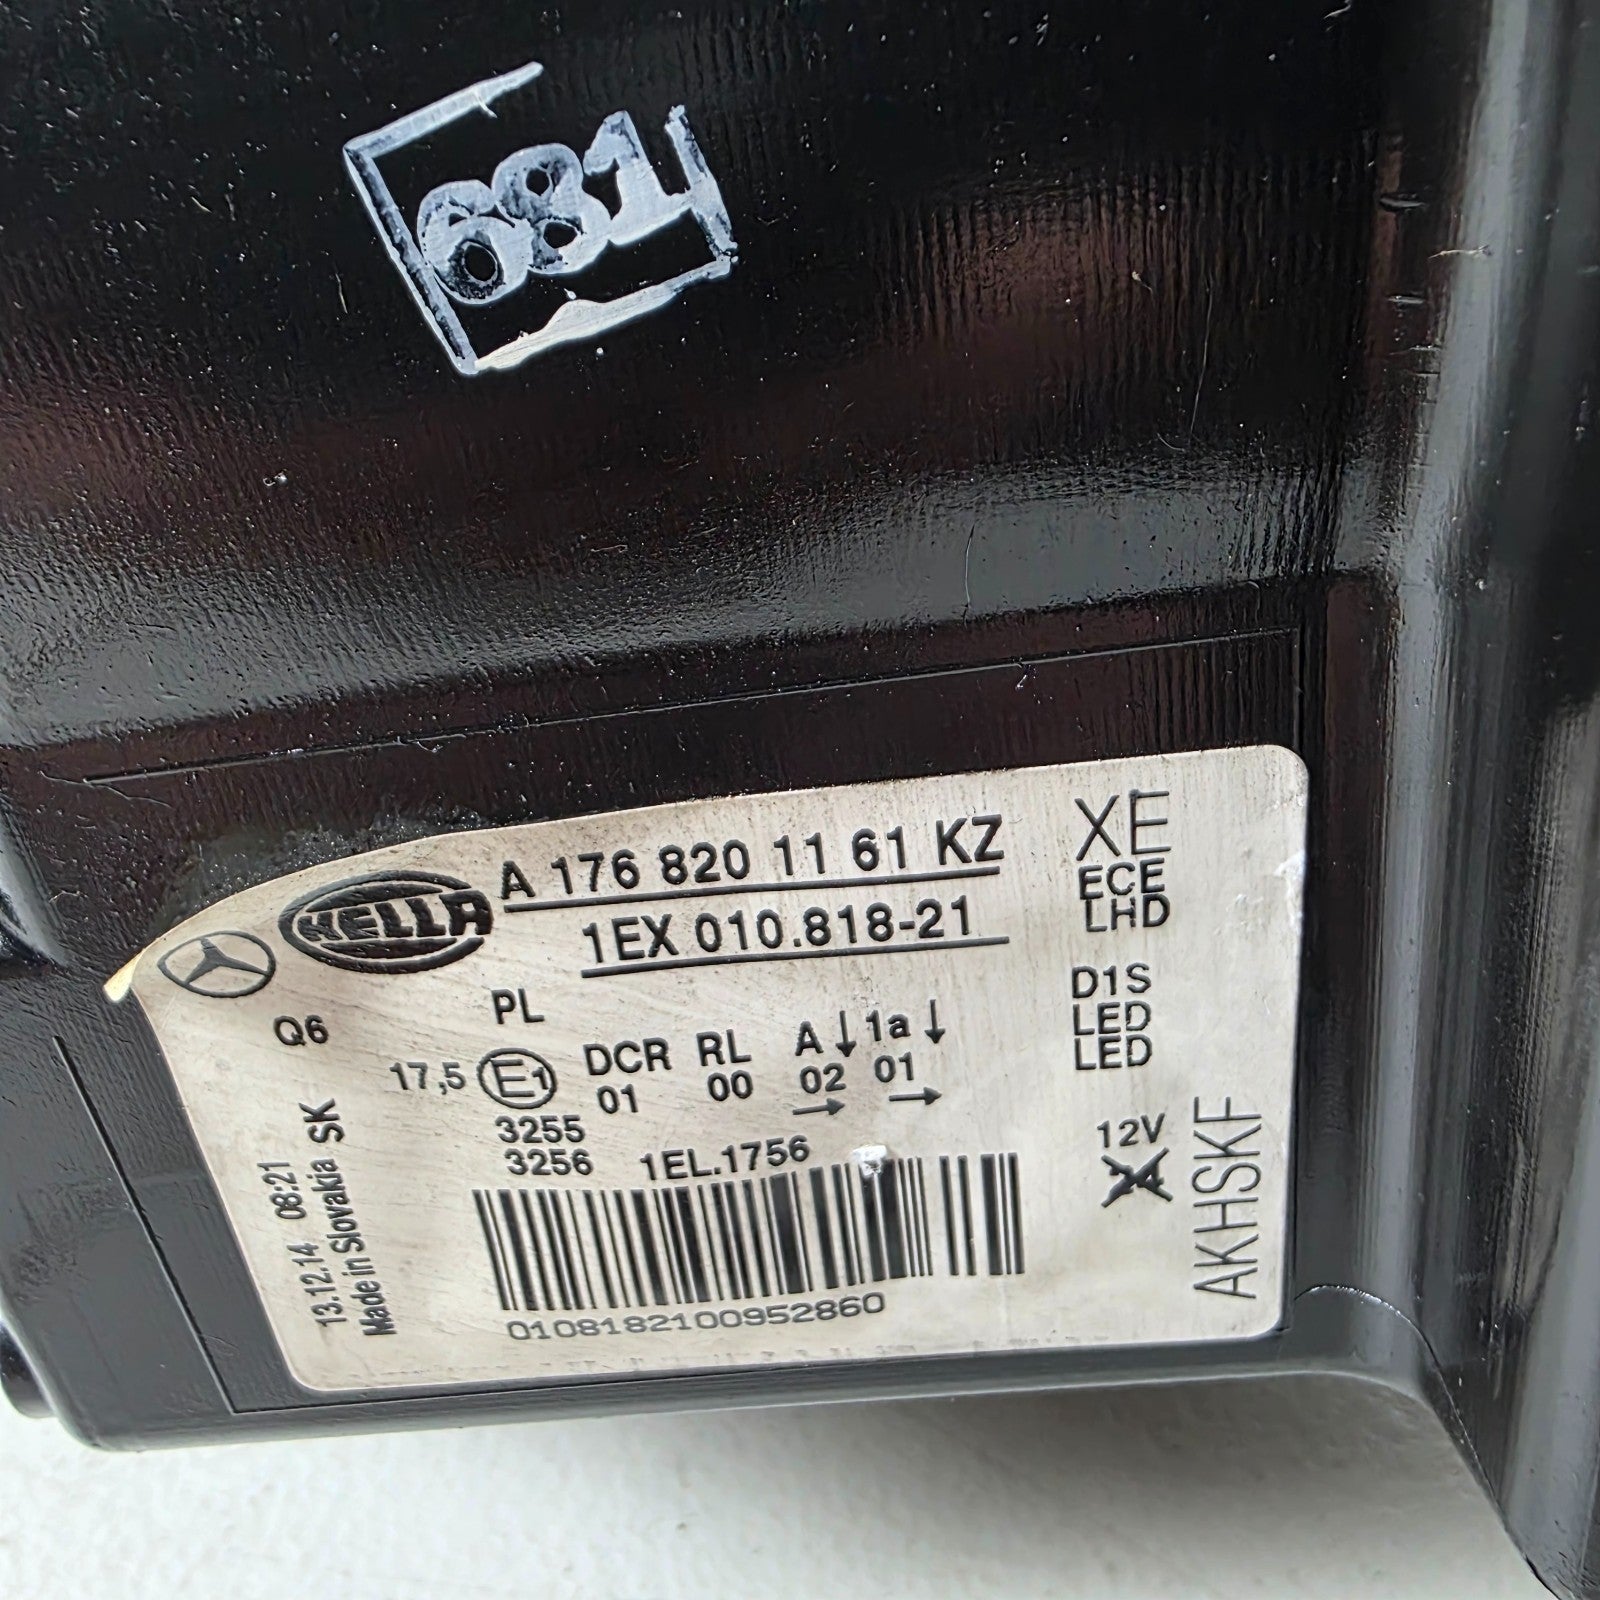 681
A 176 820 11 61 KZ
HELLA
1EX 010.818-21
XE
ECE
LHD
D1S
LED
LED
Q6
PL
17,5 E1 DCR RL A↓ 1a↓
01 00 02 01
→ →
3255
3256 1EL.1756
12V
AKHSKF
13.12.14 08:21
Made in Slovakia SK
0108182100952860